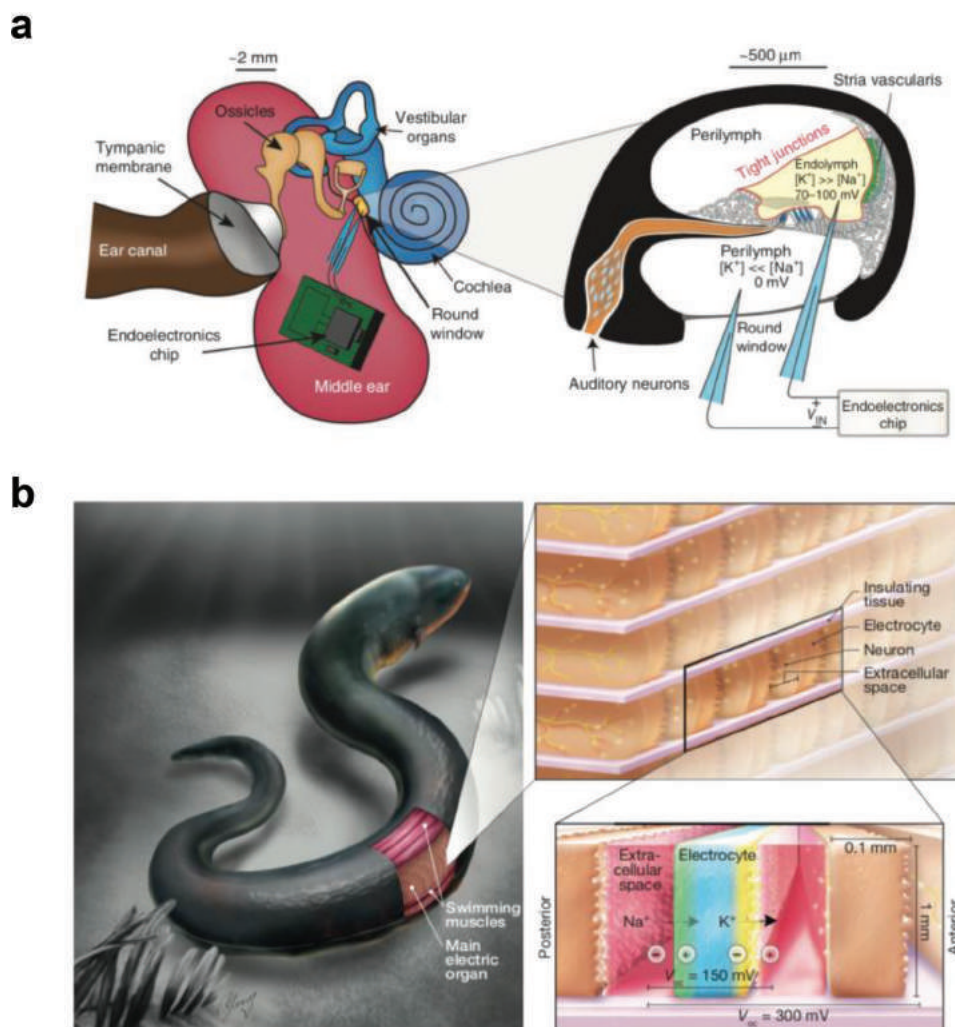 a
~2 mm
Ossicles
Tympanic
membrane
Vestibular
organs
Ear canal
Cochlea
Round
window
Endoelectronics
chip
Middle ear
~500 μm
Stria vascularis
Perilymph
Tight junctions
Endolymph
[K⁺] >> [Na⁺]
70–100 mV
Perilymph
[K⁺] << [Na⁺]
0 mV
Round
window
Auditory neurons
+
V_IN
−
Endoelectronics
chip
b
Insulating
tissue
Electrocyte
Neuron
Extracellular
space
Swimming
muscles
Main
electric
organ
Extra-
cellular
space
Electrocyte
0.1 mm
Na⁺
K⁺
1 mm
Posterior
Anterior
− + − +
V_oc = 150 mV
V_oc = 300 mV